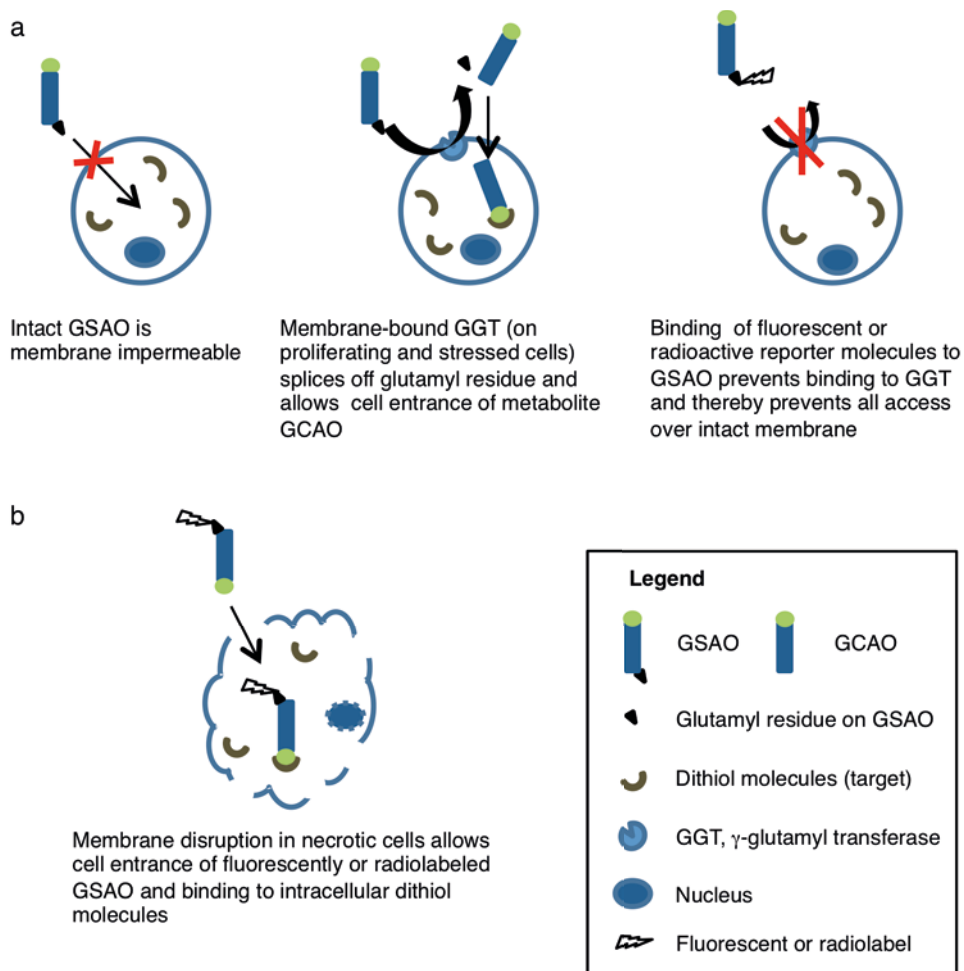 a
Intact GSAO is
membrane impermeable
Membrane-bound GGT (on
proliferating and stressed cells)
splices off glutamyl residue and
allows cell entrance of metabolite
GCAO
Binding of fluorescent or
radioactive reporter molecules to
GSAO prevents binding to GGT
and thereby prevents all access
over intact membrane
b
Membrane disruption in necrotic cells allows
cell entrance of fluorescently or radiolabeled
GSAO and binding to intracellular dithiol
molecules
Legend
GSAO GCAO
Glutamyl residue on GSAO
Dithiol molecules (target)
GGT, γ-glutamyl transferase
Nucleus
Fluorescent or radiolabel